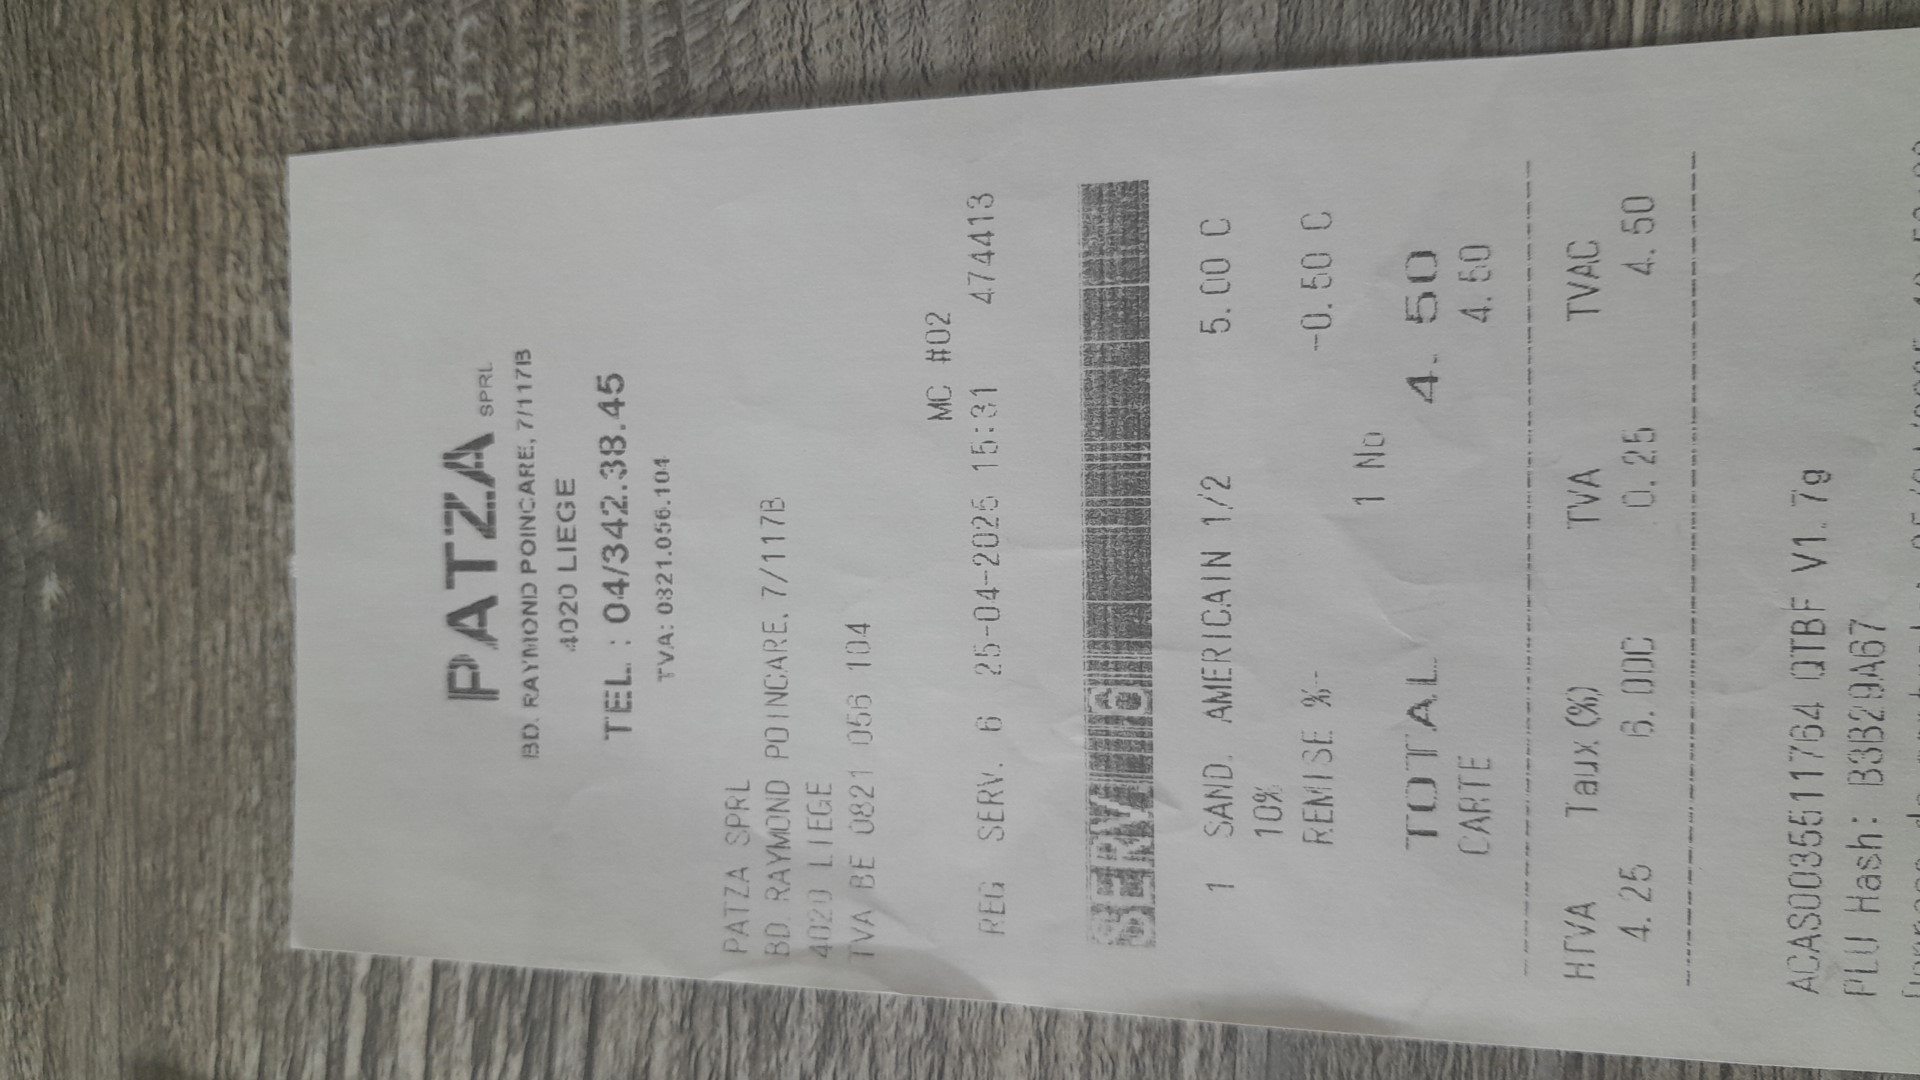 PATZA SPRL
BD. RAYMOND POINCARE, 7/117B
4020 LIEGE
TEL. : 04/342.38.45
TVA: 0821.056.104
PATZA SPRL
BD. RAYMOND POINCARE, 7/117B
4020 LIEGE
TVA BE 0821 056 104
MC #02
REG SERV. 6 25-04-2025 15:31 474413
SERV.6
1 SAND. AMERICAIN 1/2 5.00 C
10%
REMISE %- -0.50 C
1 No
TOTAL 4.50
CARTE 4.50
HTVA Taux(%) TVA TVAC
4.25 6.00C 0.25 4.50
ACAS0035511764 QTBF V1.7g
PLU Hash: B3B29A67